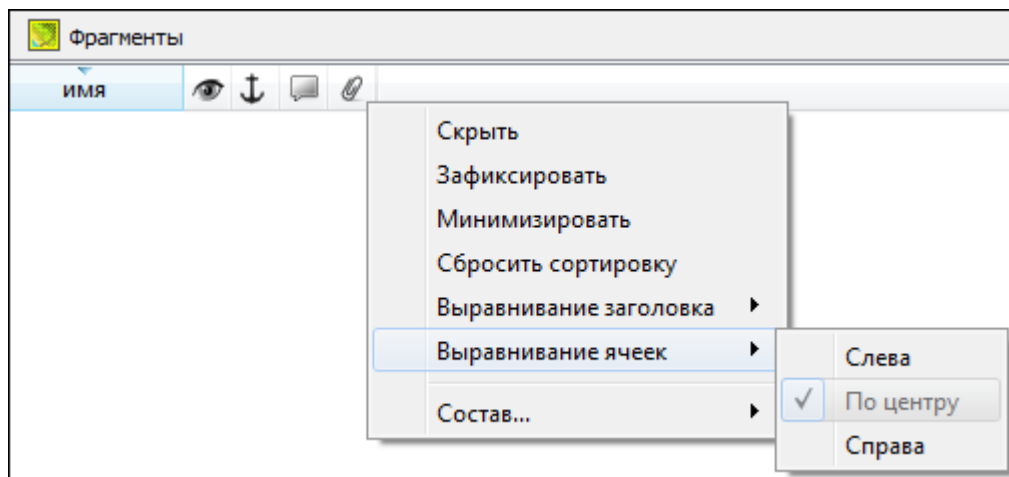 Фрагменты
имя
Скрыть
Зафиксировать
Минимизировать
Сбросить сортировку
Выравнивание заголовка
Выравнивание ячеек
Состав...
Слева
По центру
Справа